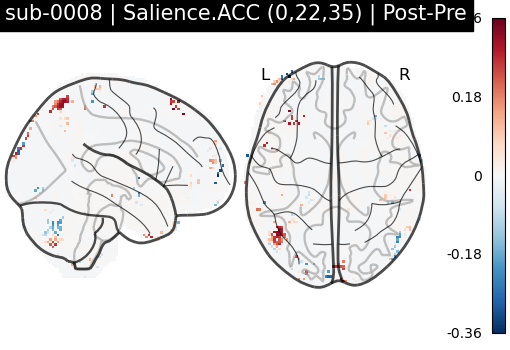 sub-0008 | Salience.ACC (0,22,35) | Post-Pre
L
R
0.18
0
-0.18
-0.36